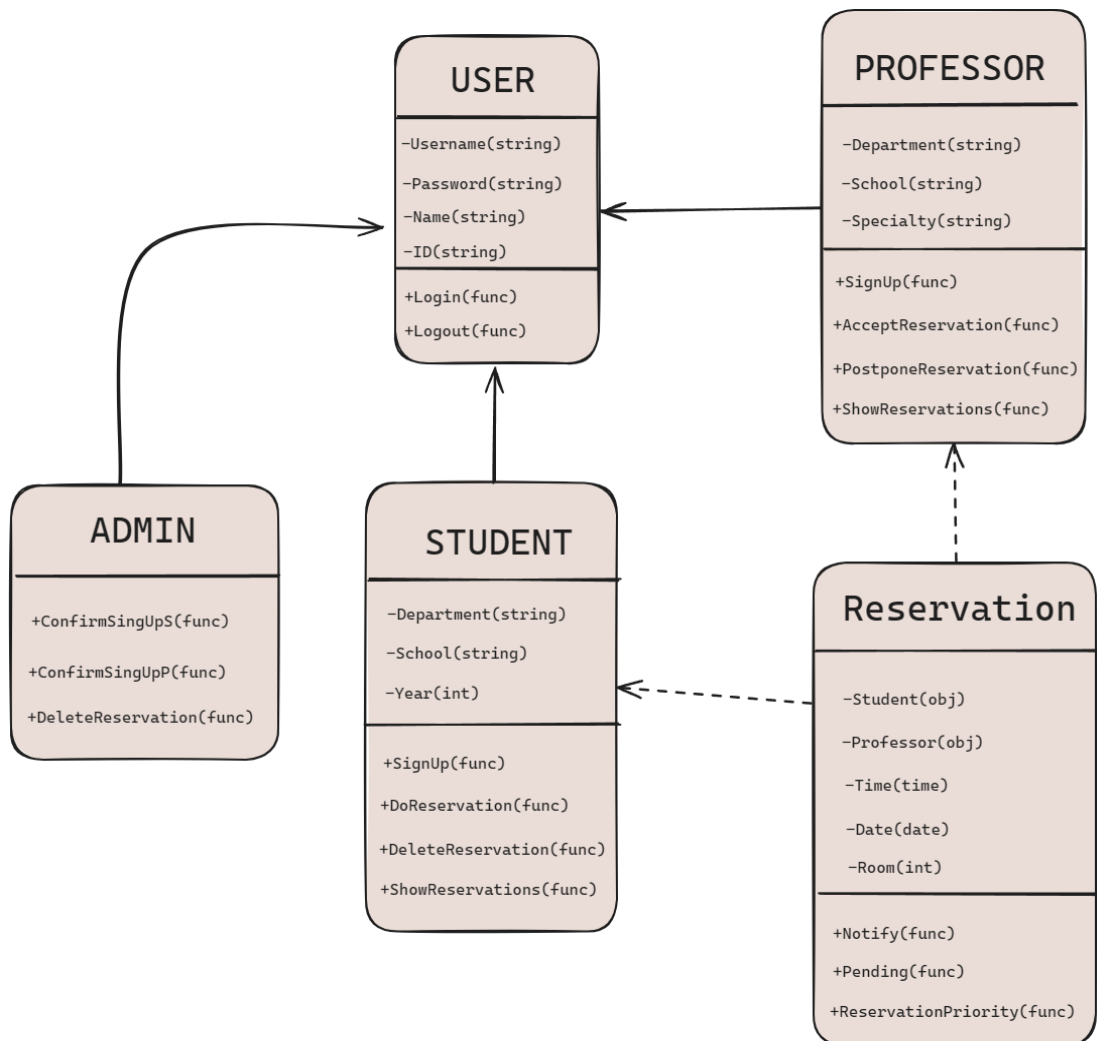 USER
-Username(string)
-Password(string)
-Name(string)
-ID(string)
+Login(func)
+Logout(func)
PROFESSOR
-Department(string)
-School(string)
-Specialty(string)
+SignUp(func)
+AcceptReservation(func)
+PostponeReservation(func)
+ShowReservations(func)
ADMIN
+ConfirmSingUpS(func)
+ConfirmSingUpP(func)
+DeleteReservation(func)
STUDENT
-Department(string)
-School(string)
-Year(int)
+SignUp(func)
+DoReservation(func)
+DeleteReservation(func)
+ShowReservations(func)
Reservation
-Student(obj)
-Professor(obj)
-Time(time)
-Date(date)
-Room(int)
+Notify(func)
+Pending(func)
+ReservationPriority(func)